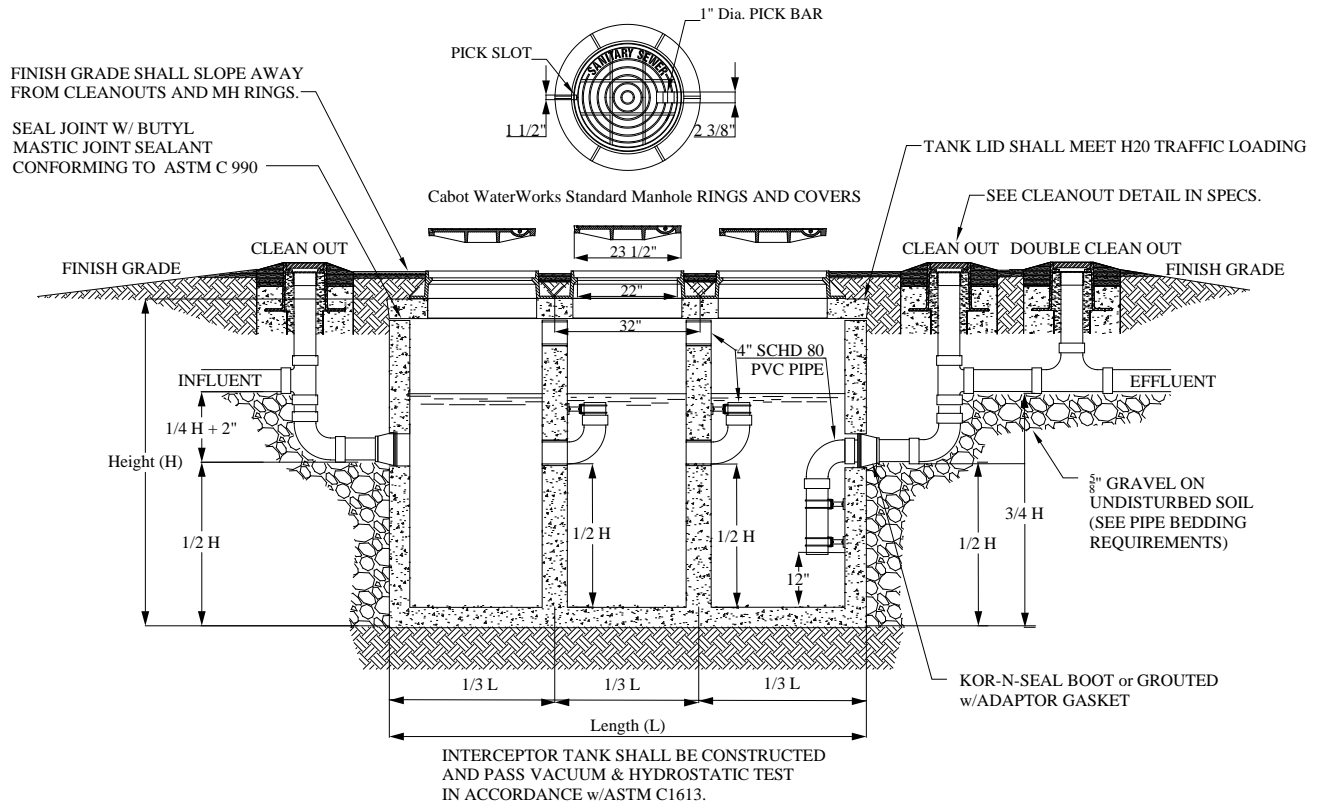 1" Dia. PICK BAR
PICK SLOT
SANITARY SEWER
1 1/2"
2 3/8"
FINISH GRADE SHALL SLOPE AWAY
FROM CLEANOUTS AND MH RINGS.
SEAL JOINT W/ BUTYL
MASTIC JOINT SEALANT
CONFORMING TO ASTM C 990
TANK LID SHALL MEET H20 TRAFFIC LOADING
Cabot WaterWorks Standard Manhole RINGS AND COVERS
SEE CLEANOUT DETAIL IN SPECS.
CLEAN OUT
23 1/2"
CLEAN OUT
DOUBLE CLEAN OUT
FINISH GRADE
FINISH GRADE
22"
32"
4" SCHD 80
PVC PIPE
INFLUENT
EFFLUENT
1/4 H + 2"
Height (H)
1/2 H
1/2 H
1/2 H
12"
1/2 H
3/4 H
5/8" GRAVEL ON
UNDISTURBED SOIL
(SEE PIPE BEDDING
REQUIREMENTS)
1/3 L
1/3 L
1/3 L
KOR-N-SEAL BOOT or GROUTED
w/ADAPTOR GASKET
Length (L)
INTERCEPTOR TANK SHALL BE CONSTRUCTED
AND PASS VACUUM & HYDROSTATIC TEST
IN ACCORDANCE w/ASTM C1613.